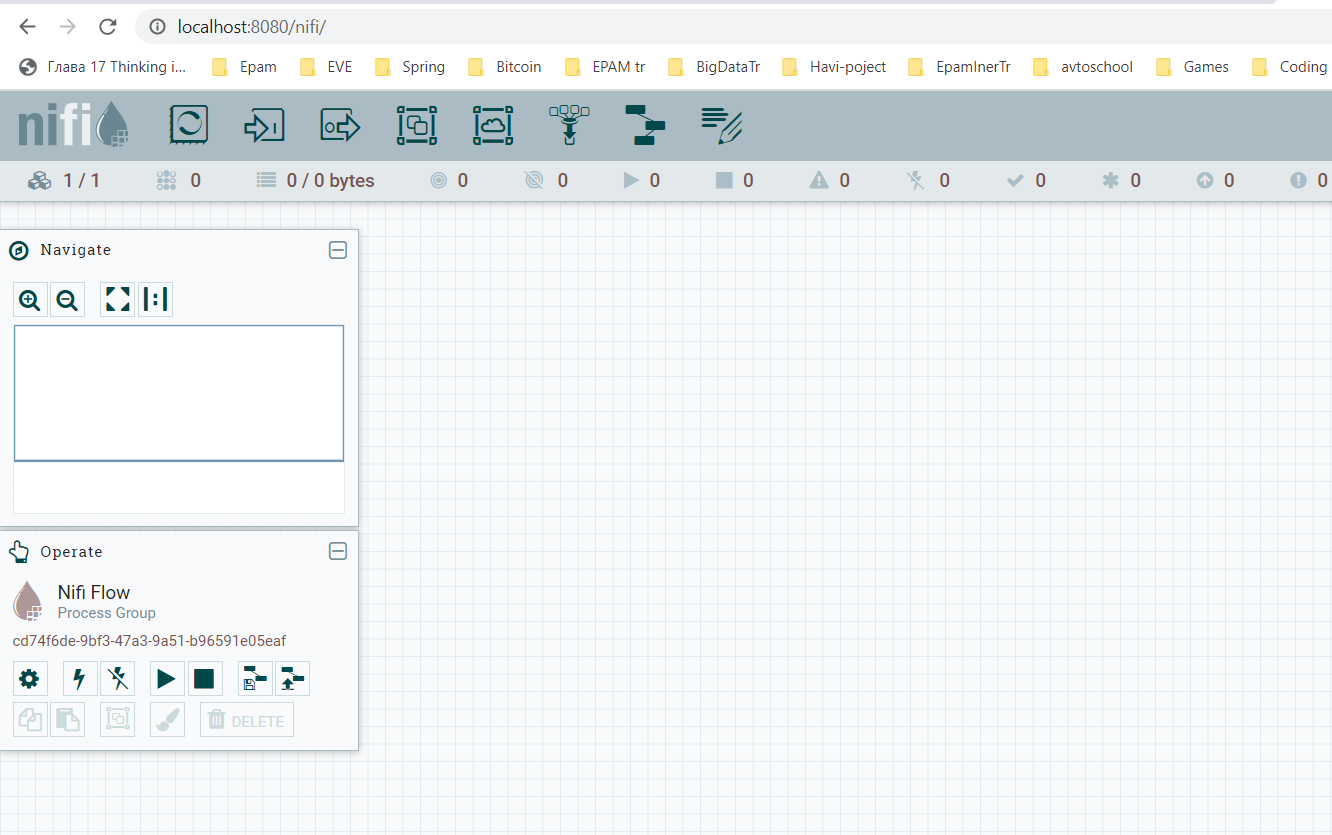 localhost:8080/nifi/
Глава 17 Thinking i... Epam EVE Spring Bitcoin EPAM tr BigDataTr Havi-poject EpamInerTr avtoschool Games Coding
nifi
1 / 1 0 0 / 0 bytes 0 0 0 0 0 0 0 0 0 0
Navigate
Operate
Nifi Flow
Process Group
cd74f6de-9bf3-47a3-9a51-b96591e05eaf
DELETE